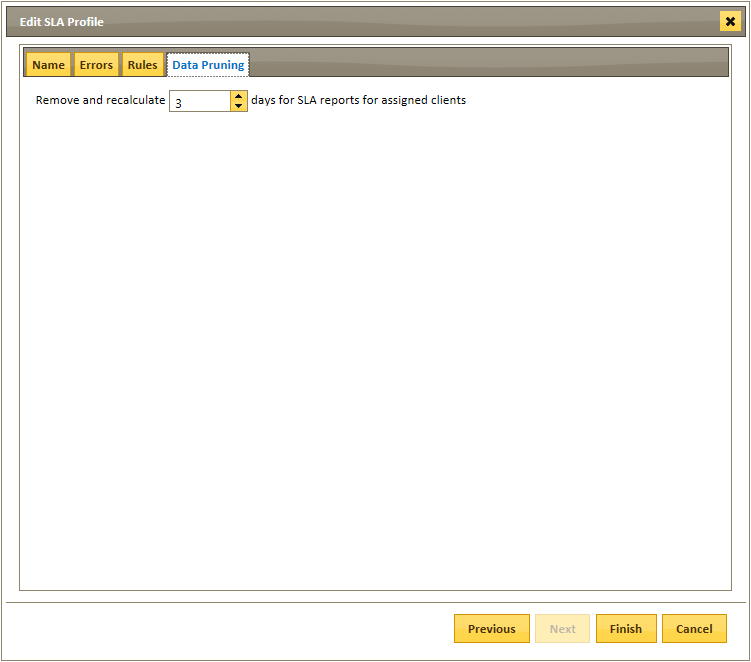 Edit SLA Profile
Name Errors Rules Data Pruning
Remove and recalculate 3 days for SLA reports for assigned clients
Previous Next Finish Cancel